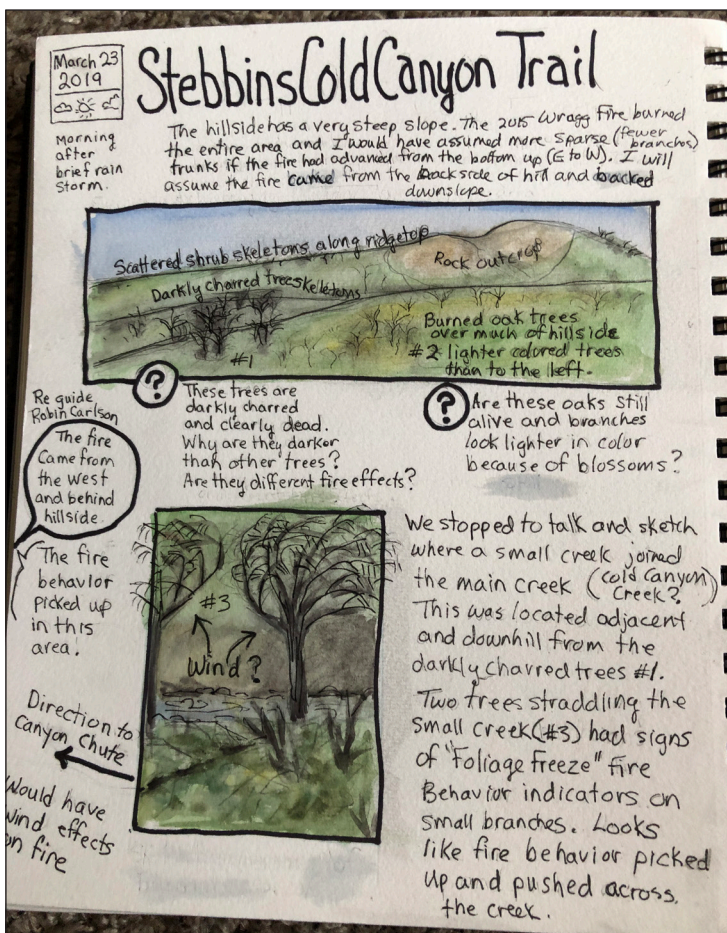 March 23
2019
Stebbins Cold Canyon Trail
Morning
after
brief rain
storm.
The hillside has a very steep slope. The 2015 Wragg Fire burned
the entire area and I would have assumed more sparse (fewer branches)
trunks if the fire had advanced from the bottom up (E to W). I will
assume the fire came from the backside of hill and backed
downslope.
Scattered shrub skeletons along ridgetop
Rock outcrop
Darkly charred tree skeletons
#1
Burned oak trees
over much of hillside
#2 lighter colored trees
than to the left.
?
These trees are
darkly charred
and clearly dead.
Why are they darker
than other trees?
Are they different fire effects?
?
Are these oaks still
alive and branches
look lighter in color
because of blossoms?
Re guide
Robin Carlson
The fire
Came from
the west
and behind
hillside.
The fire
behavior
picked up
in this
area!
#3
Wind?
Direction to
Canyon Chute
Would have
wind effects
on fire
We stopped to talk and sketch
where a small creek joined
the main creek (Cold Canyon Creek?)
This was located adjacent
and downhill from the
darkly charred trees #1.
Two trees straddling the
small creek (#3) had signs
of "Foliage Freeze" fire
Behavior indicators on
small branches. Looks
like fire behavior picked
up and pushed across
the creek.